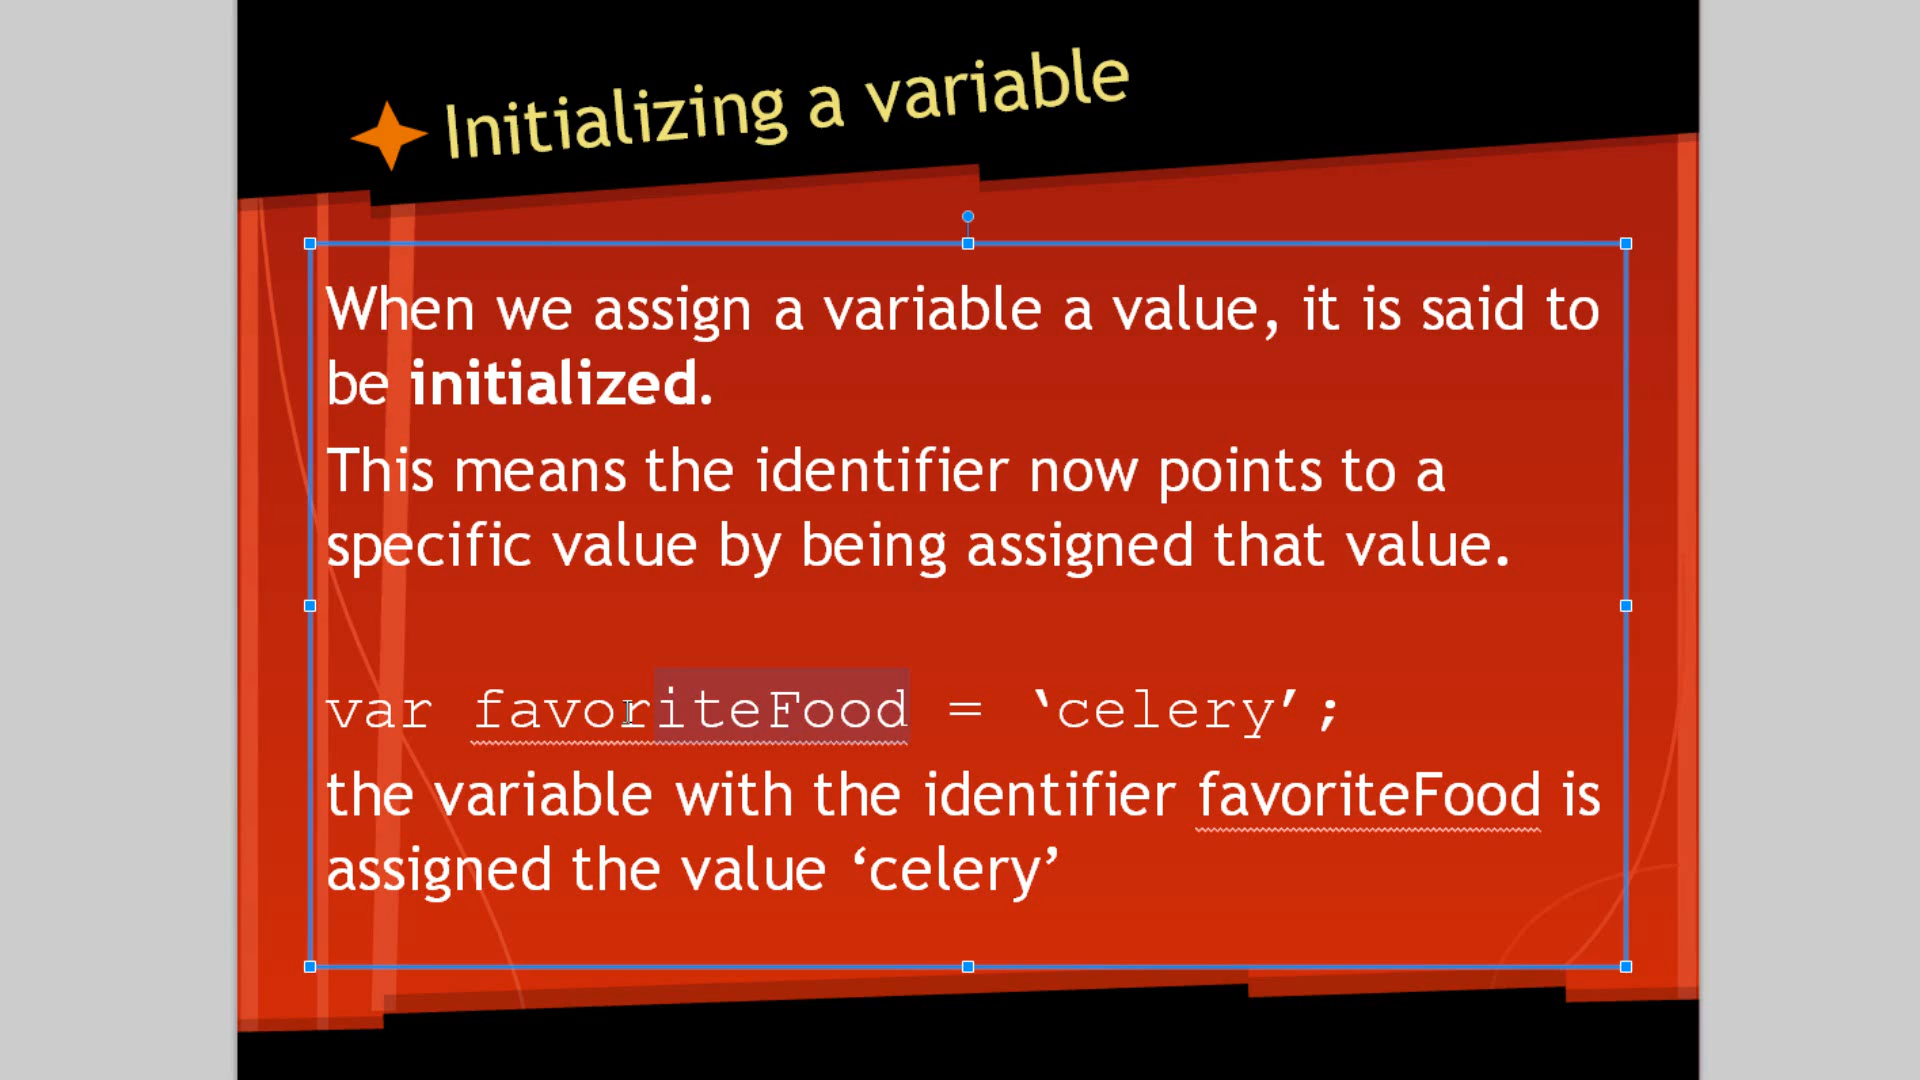 Initializing a variable
When we assign a variable a value, it is said to
be initialized.
This means the identifier now points to a
specific value by being assigned that value.
var favoriteFood = ‘celery’;
the variable with the identifier favoriteFood is
assigned the value ‘celery’